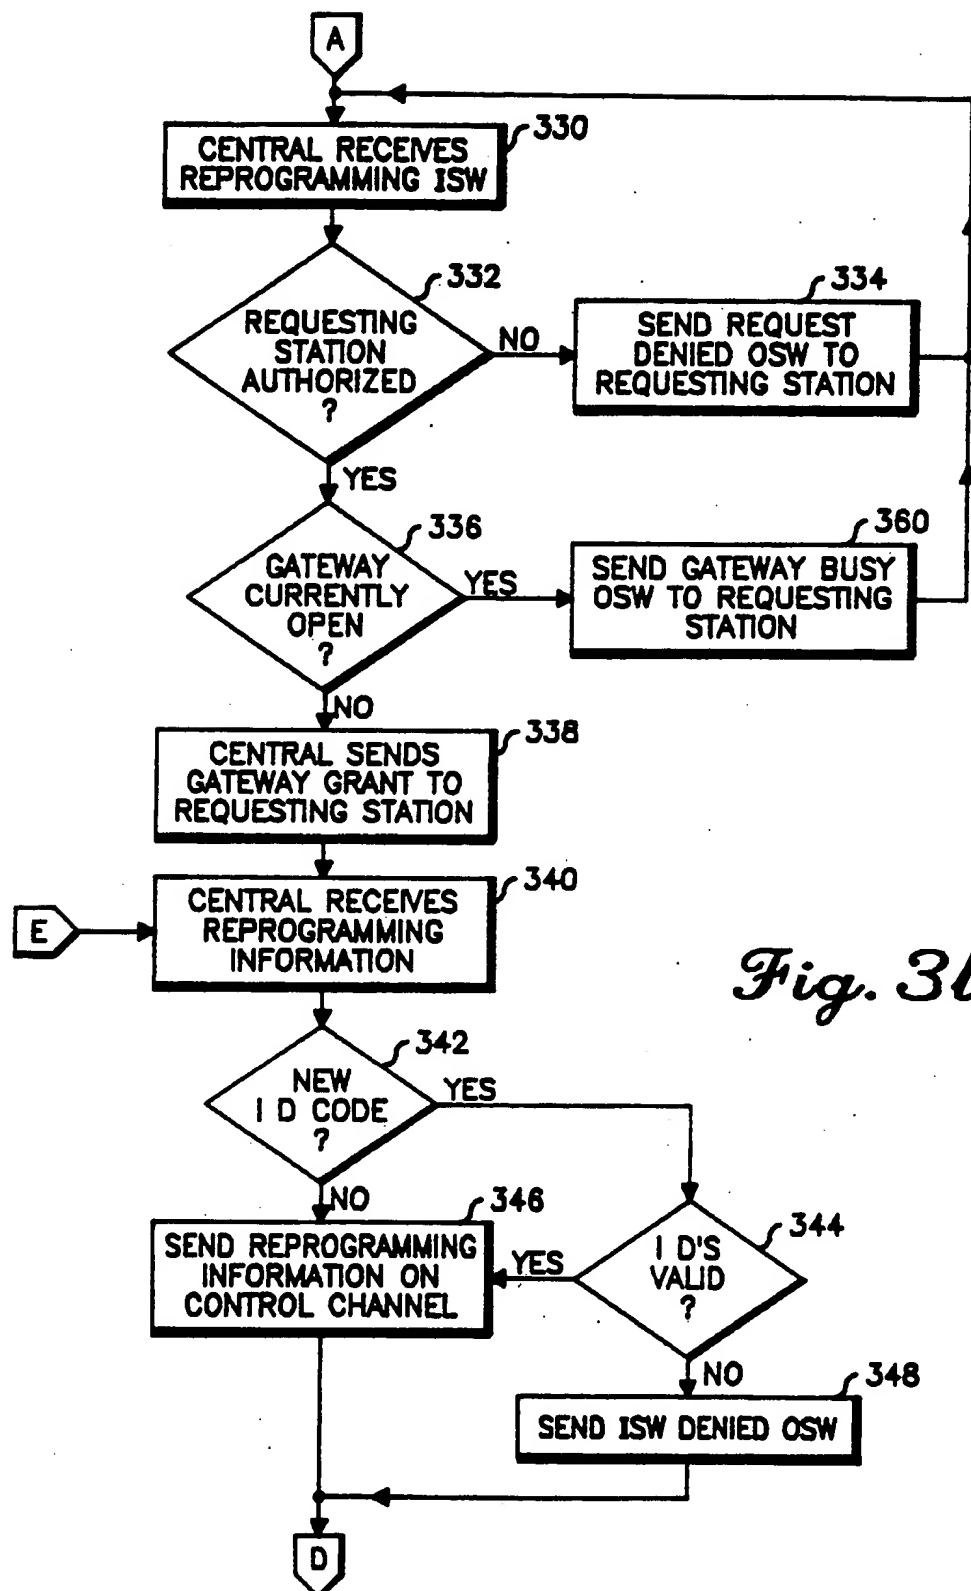 A
330
CENTRAL RECEIVES
REPROGRAMMING ISW
332
REQUESTING
STATION
AUTHORIZED
?
NO
334
SEND REQUEST
DENIED OSW TO
REQUESTING STATION
YES
336
GATEWAY
CURRENTLY
OPEN
?
YES
360
SEND GATEWAY BUSY
OSW TO REQUESTING
STATION
NO
338
CENTRAL SENDS
GATEWAY GRANT TO
REQUESTING STATION
340
E
CENTRAL RECEIVES
REPROGRAMMING
INFORMATION
Fig. 3
342
NEW
I D CODE
?
YES
NO
346
SEND REPROGRAMMING
INFORMATION ON
CONTROL CHANNEL
344
I D'S
VALID
?
YES
NO
348
SEND ISW DENIED OSW
D